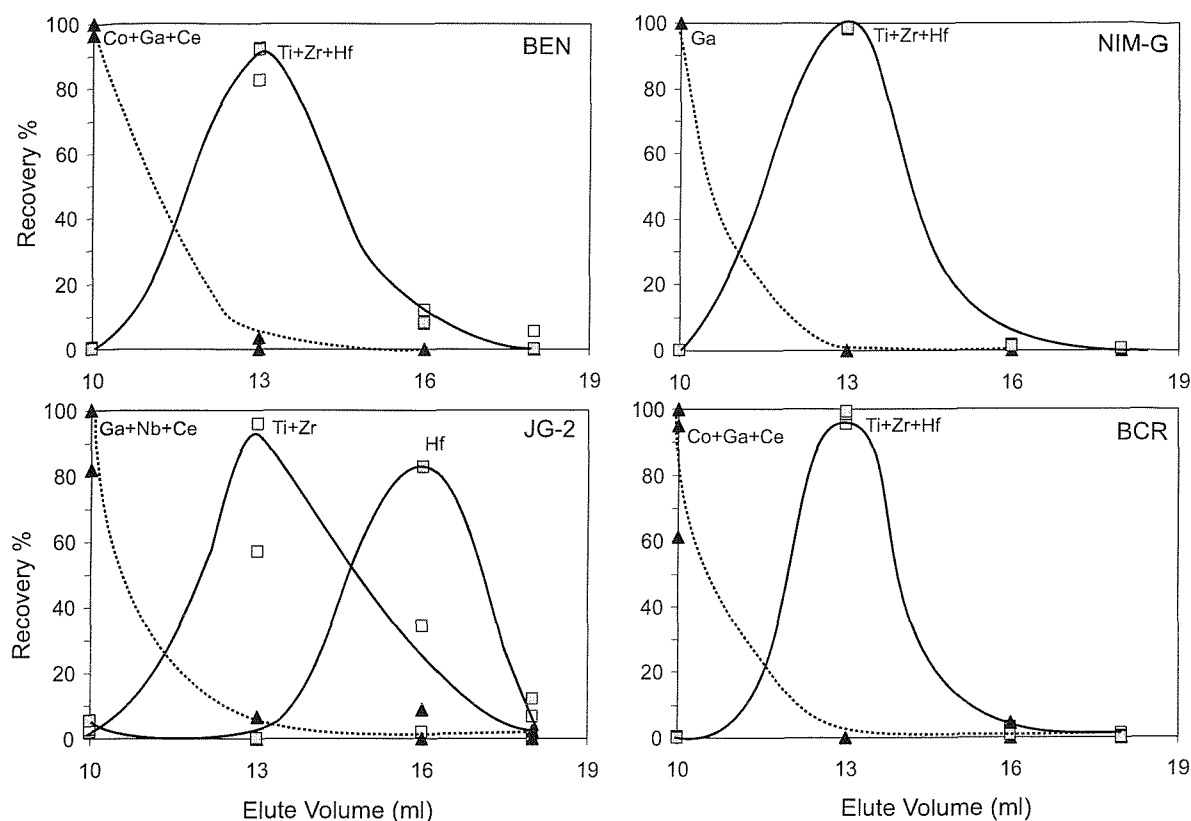 Co+Ga+Ce
BEN
Ti+Zr+Hf
Recovery %
100
80
60
40
20
0
10
13
16
19
Ga
NIM-G
Ti+Zr+Hf
100
80
60
40
20
0
10
13
16
19
Ga+Nb+Ce
Ti+Zr
JG-2
Hf
Recovery %
100
80
60
40
20
0
10
13
16
19
Elute Volume (ml)
Co+Ga+Ce
BCR
Ti+Zr+Hf
100
80
60
40
20
0
10
13
16
19
Elute Volume (ml)